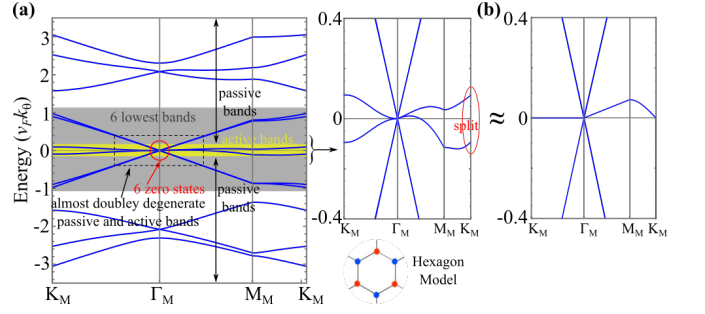 (a)
(b)
3
2
1
0
-1
-2
-3
Energy (v_F k_θ)
K_M
Γ_M
M_M
K_M
passive
bands
6 lowest bands
active bands
6 zero states
passive
bands
almost doubley degenerate
passive and active bands
0.4
0
-0.4
K_M
Γ_M
M_M
K_M
split
≈
0.4
0
-0.4
K_M
Γ_M
M_M
K_M
Hexagon
Model